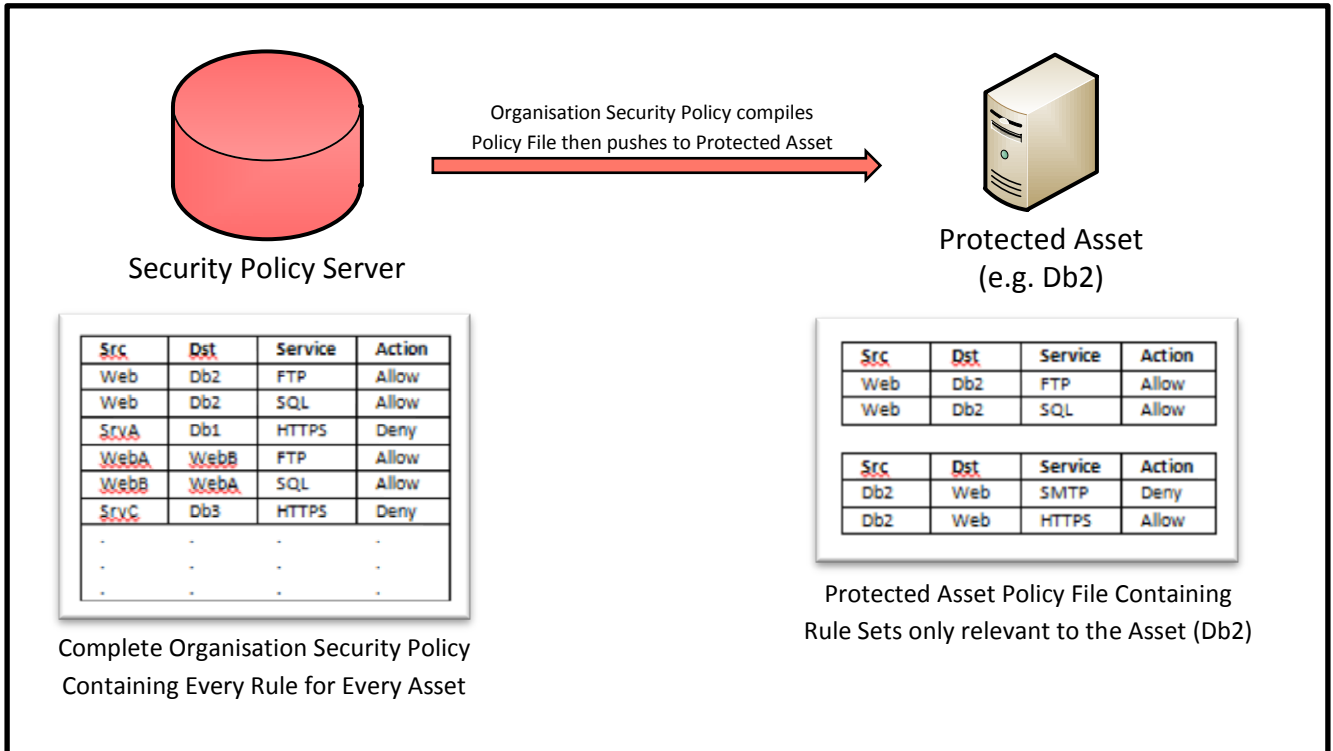 Organisation Security Policy compiles
Policy File then pushes to Protected Asset
Security Policy Server
Protected Asset
(e.g. Db2)
Src Dst Service Action
Web Db2 FTP Allow
Web Db2 SQL Allow
SrvA Db1 HTTPS Deny
WebA WebB FTP Allow
WebB WebA SQL Allow
SrvC Db3 HTTPS Deny
. . . .
. . . .
. . . .
Complete Organisation Security Policy
Containing Every Rule for Every Asset
Src Dst Service Action
Web Db2 FTP Allow
Web Db2 SQL Allow
Src Dst Service Action
Db2 Web SMTP Deny
Db2 Web HTTPS Allow
Protected Asset Policy File Containing
Rule Sets only relevant to the Asset (Db2)